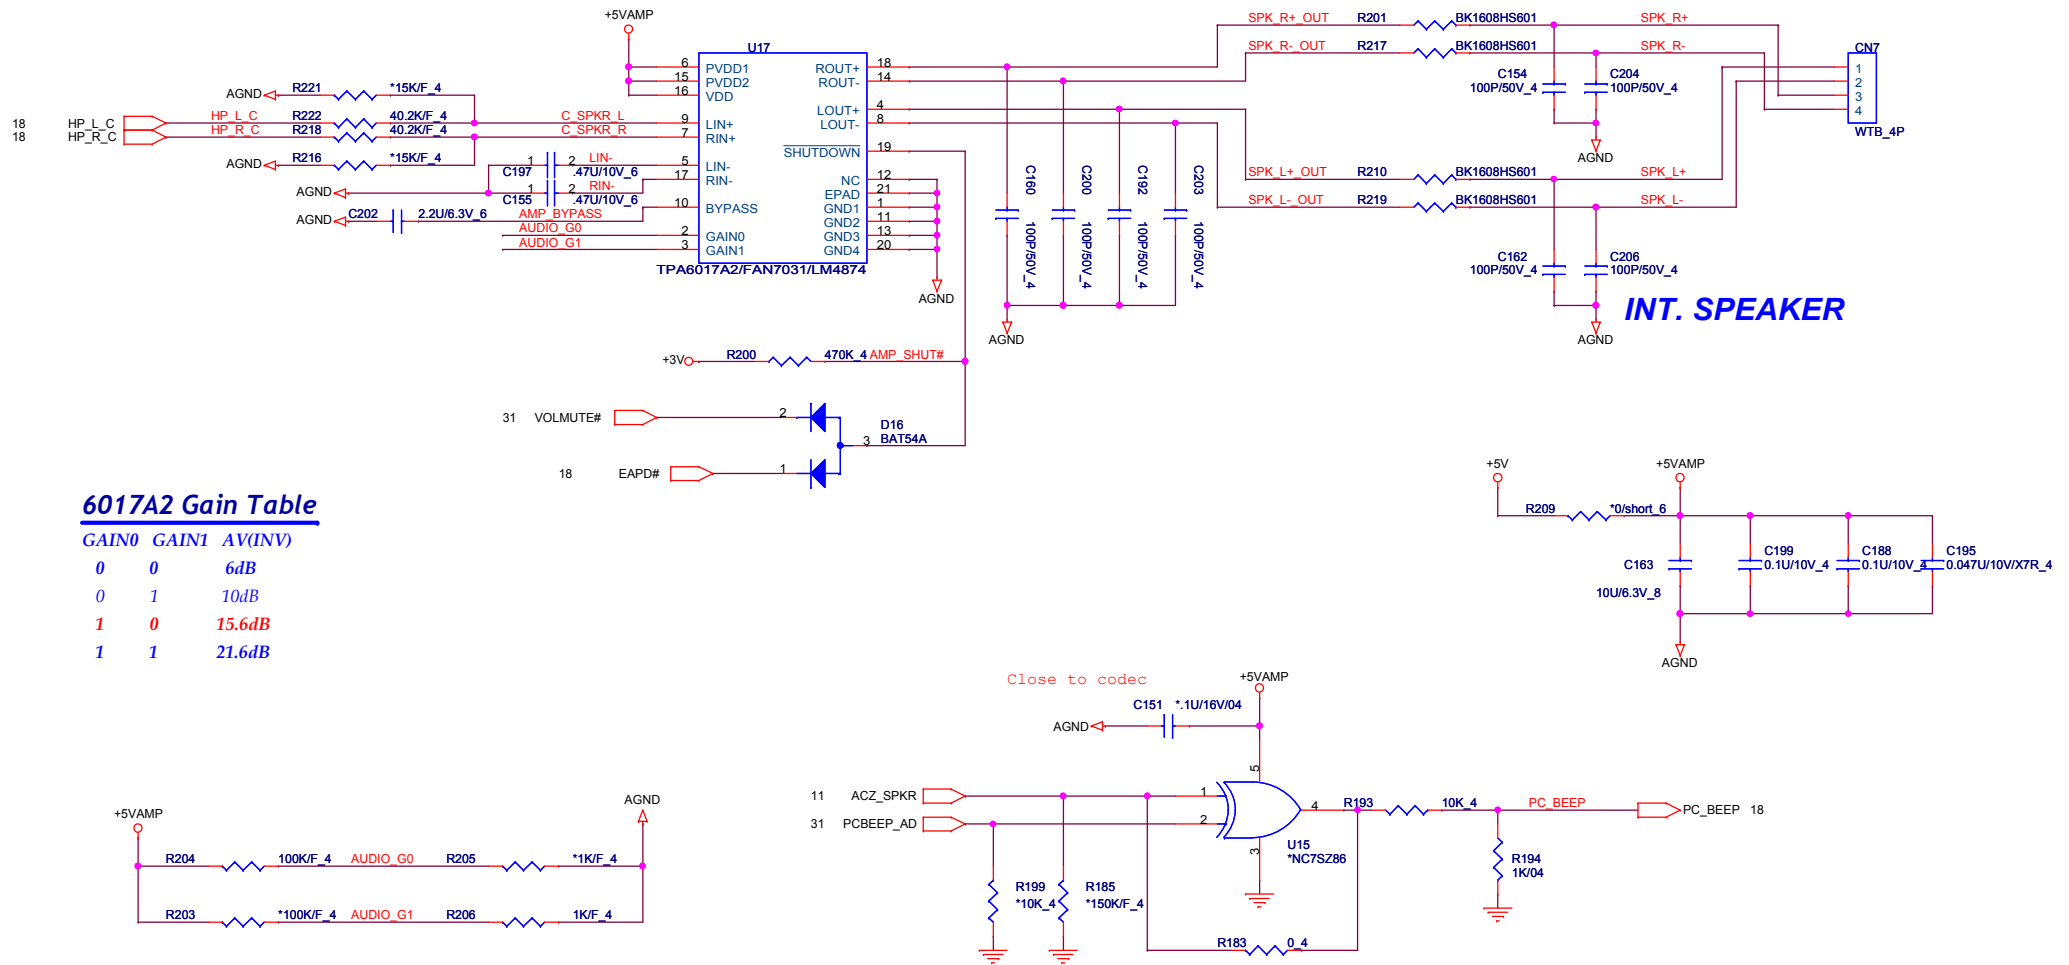 +5VAMP
U17
6 PVDD1 ROUT+ 18
15 PVDD2 ROUT- 14
16 VDD
LOUT+ 4
9 LIN+ LOUT- 8
7 RIN+
SHUTDOWN 19
5 LIN-
17 RIN- NC 12
EPAD 21
10 BYPASS GND1 1
GND2 11
2 GAIN0 GND3 13
3 GAIN1 GND4 20
TPA6017A2/FAN7031/LM4874
AGND R221 *15K/F_4
18 HP_L_C HP_L_C R222 40.2K/F_4 C_SPKR_L
18 HP_R_C HP_R_C R218 40.2K/F_4 C_SPKR_R
AGND R216 *15K/F_4
1 2 LIN-
C197 .47U/10V_6
AGND 1 2 RIN-
C155 .47U/10V_6
AGND C202 2.2U/6.3V_6 AMP_BYPASS
AUDIO_G0
AUDIO_G1
AGND
C160 100P/50V_4
C200 100P/50V_4
C192 100P/50V_4
C203 100P/50V_4
AGND
SPK_R+_OUT R201 BK1608HS601 SPK_R+
SPK_R-_OUT R217 BK1608HS601 SPK_R-
C154 100P/50V_4
C204 100P/50V_4
AGND
CN7
1
2
3
4
WTB_4P
SPK_L+_OUT R210 BK1608HS601 SPK_L+
SPK_L-_OUT R219 BK1608HS601 SPK_L-
C162 100P/50V_4
C206 100P/50V_4
AGND
INT. SPEAKER
+3V R200 470K_4 AMP_SHUT#
31 VOLMUTE# 2
D16
BAT54A
3
18 EAPD# 1
6017A2 Gain Table
GAIN0 GAIN1 AV(INV)
0 0 6dB
0 1 10dB
1 0 15.6dB
1 1 21.6dB
+5V +5VAMP
R209 *0/short_6
C163 10U/6.3V_8
C199 0.1U/10V_4
C188 0.1U/10V_4
C195 0.047U/10V/X7R_4
AGND
Close to codec
+5VAMP
C151 *.1U/16V/04
AGND
5
11 ACZ_SPKR 1
31 PCBEEP_AD 2
4 R193 10K_4 PC_BEEP PC_BEEP 18
3
U15
*NC7SZ86
R199 *10K_4
R185 *150K/F_4
R194 1K/04
R183 0_4
+5VAMP AGND
R204 100K/F_4 AUDIO_G0 R205 *1K/F_4
R203 *100K/F_4 AUDIO_G1 R206 1K/F_4